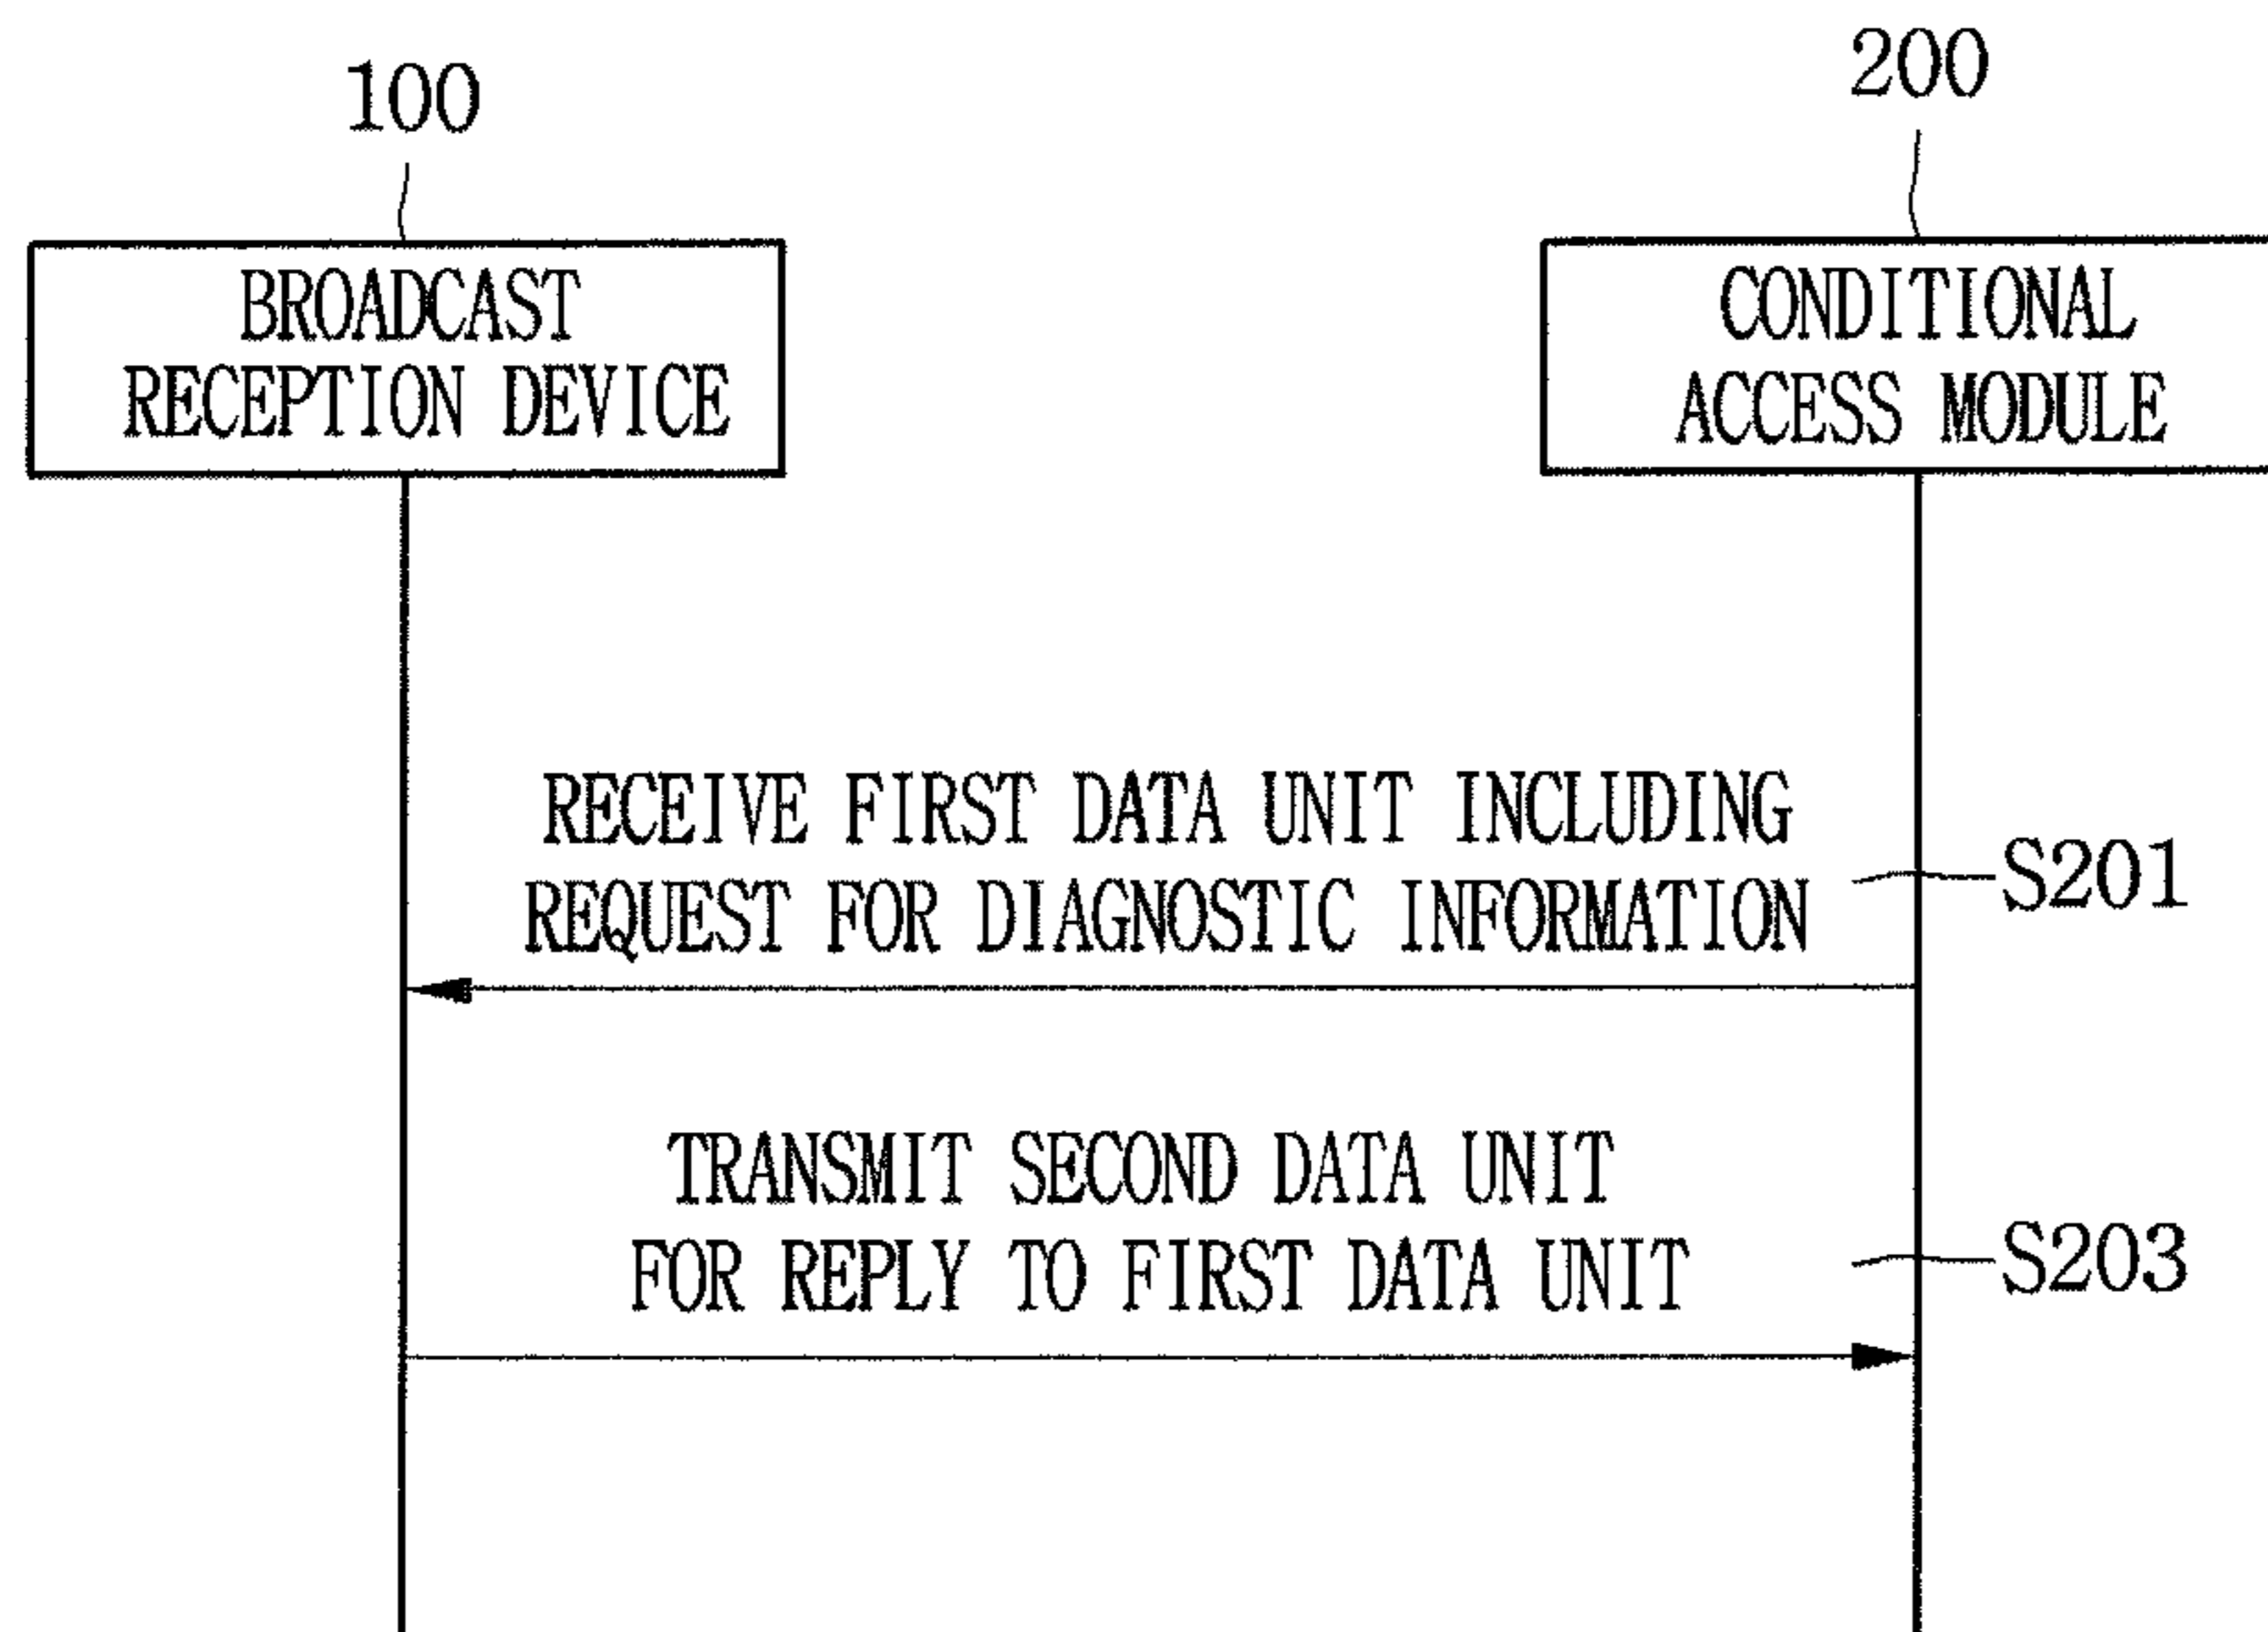 100
200
BROADCAST
RECEPTION DEVICE
CONDITIONAL
ACCESS MODULE
RECEIVE FIRST DATA UNIT INCLUDING
REQUEST FOR DIAGNOSTIC INFORMATION
S201
TRANSMIT SECOND DATA UNIT
FOR REPLY TO FIRST DATA UNIT
S203